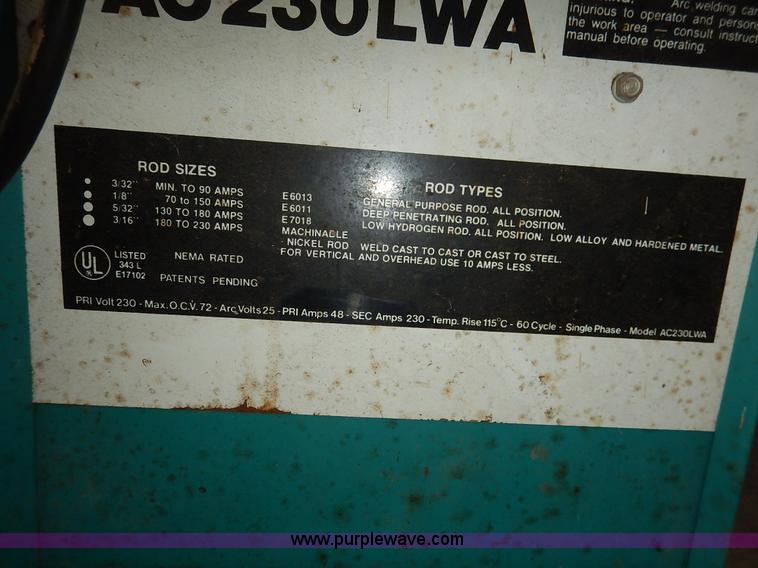 AC230LWA
Arc welding can
injurious to operator and persons
the work area — consult instruct
manual before operating.
ROD SIZES
3/32" MIN. TO 90 AMPS
1/8" 70 to 150 AMPS
5/32" 130 TO 180 AMPS
3/16" 180 TO 230 AMPS
ROD TYPES
E6013 GENERAL PURPOSE ROD. ALL POSITION.
E6011 DEEP PENETRATING ROD. ALL POSITION.
E7018 LOW HYDROGEN ROD. ALL POSITION. LOW ALLOY AND HARDENED METAL.
MACHINABLE
NICKEL ROD WELD CAST TO CAST OR CAST TO STEEL.
FOR VERTICAL AND OVERHEAD USE 10 AMPS LESS.
UL
LISTED
343 L
E17102
NEMA RATED
PATENTS PENDING
PRI Volt 230 - Max. O.C.V. 72 - Arc Volts 25 - PRI Amps 48 - SEC Amps 230 - Temp. Rise 115°C - 60 Cycle - Single Phase - Model AC230LWA
www.purplewave.com